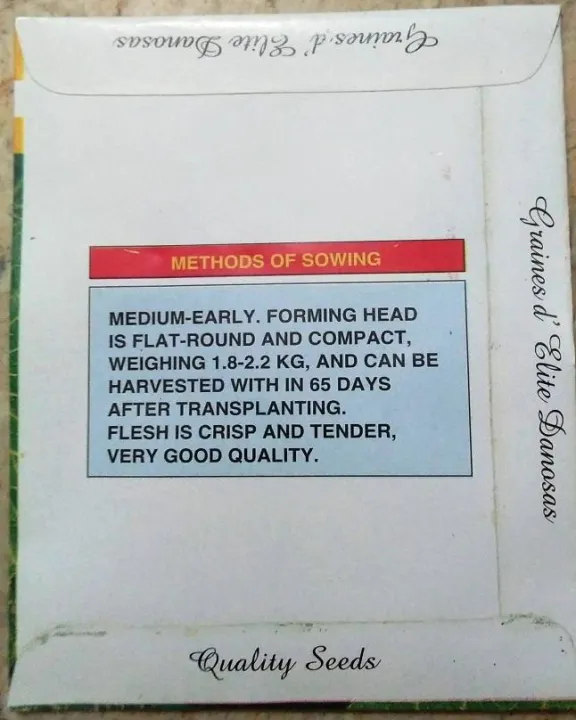 Graines d' Elite Danosas
METHODS OF SOWING
MEDIUM-EARLY. FORMING HEAD
IS FLAT-ROUND AND COMPACT,
WEIGHING 1.8-2.2 KG, AND CAN BE
HARVESTED WITH IN 65 DAYS
AFTER TRANSPLANTING.
FLESH IS CRISP AND TENDER,
VERY GOOD QUALITY.
Graines d' Elite Danosas
Quality Seeds